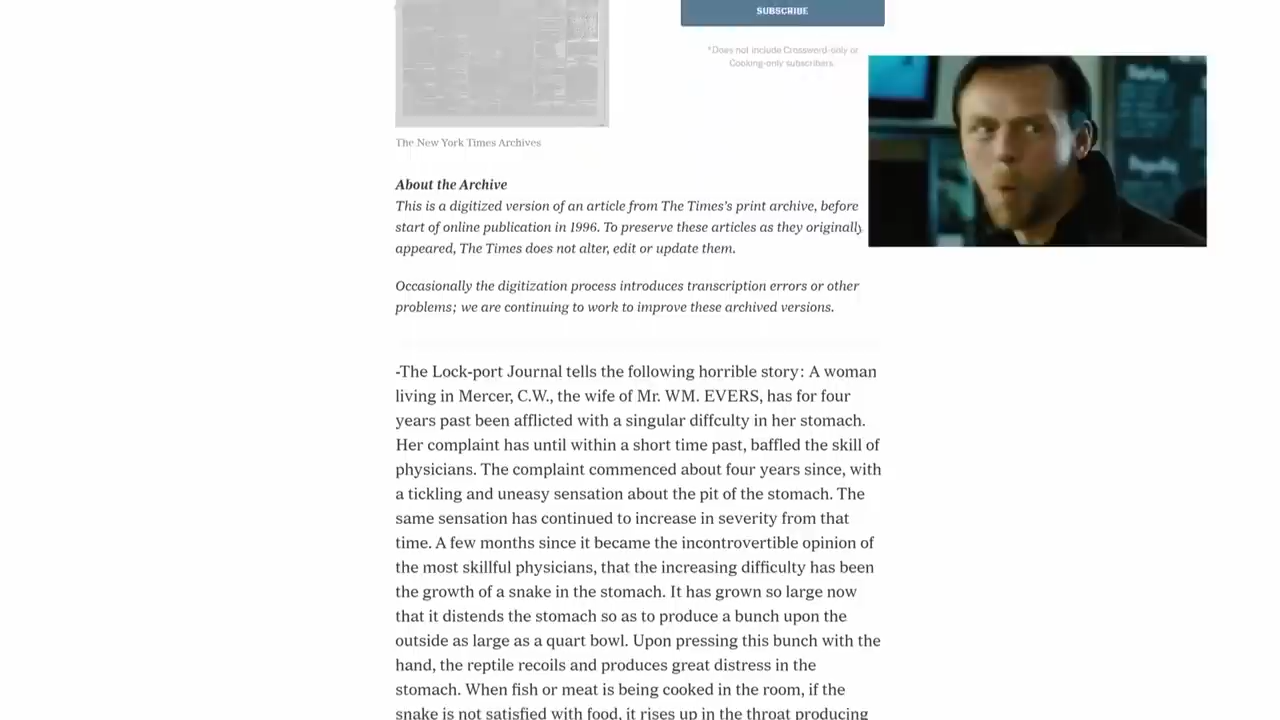 SUBSCRIBE
*Does not include Crossword-only or
Cooking-only subscribers.
The New York Times Archives
About the Archive
This is a digitized version of an article from The Times’s print archive, before
start of online publication in 1996. To preserve these articles as they originally
appeared, The Times does not alter, edit or update them.
Occasionally the digitization process introduces transcription errors or other
problems; we are continuing to work to improve these archived versions.
-The Lock-port Journal tells the following horrible story: A woman
living in Mercer, C.W., the wife of Mr. WM. EVERS, has for four
years past been afflicted with a singular diffculty in her stomach.
Her complaint has until within a short time past, baffled the skill of
physicians. The complaint commenced about four years since, with
a tickling and uneasy sensation about the pit of the stomach. The
same sensation has continued to increase in severity from that
time. A few months since it became the incontrovertible opinion of
the most skillful physicians, that the increasing difficulty has been
the growth of a snake in the stomach. It has grown so large now
that it distends the stomach so as to produce a bunch upon the
outside as large as a quart bowl. Upon pressing this bunch with the
hand, the reptile recoils and produces great distress in the
stomach. When fish or meat is being cooked in the room, if the
snake is not satisfied with food, it rises up in the throat producing